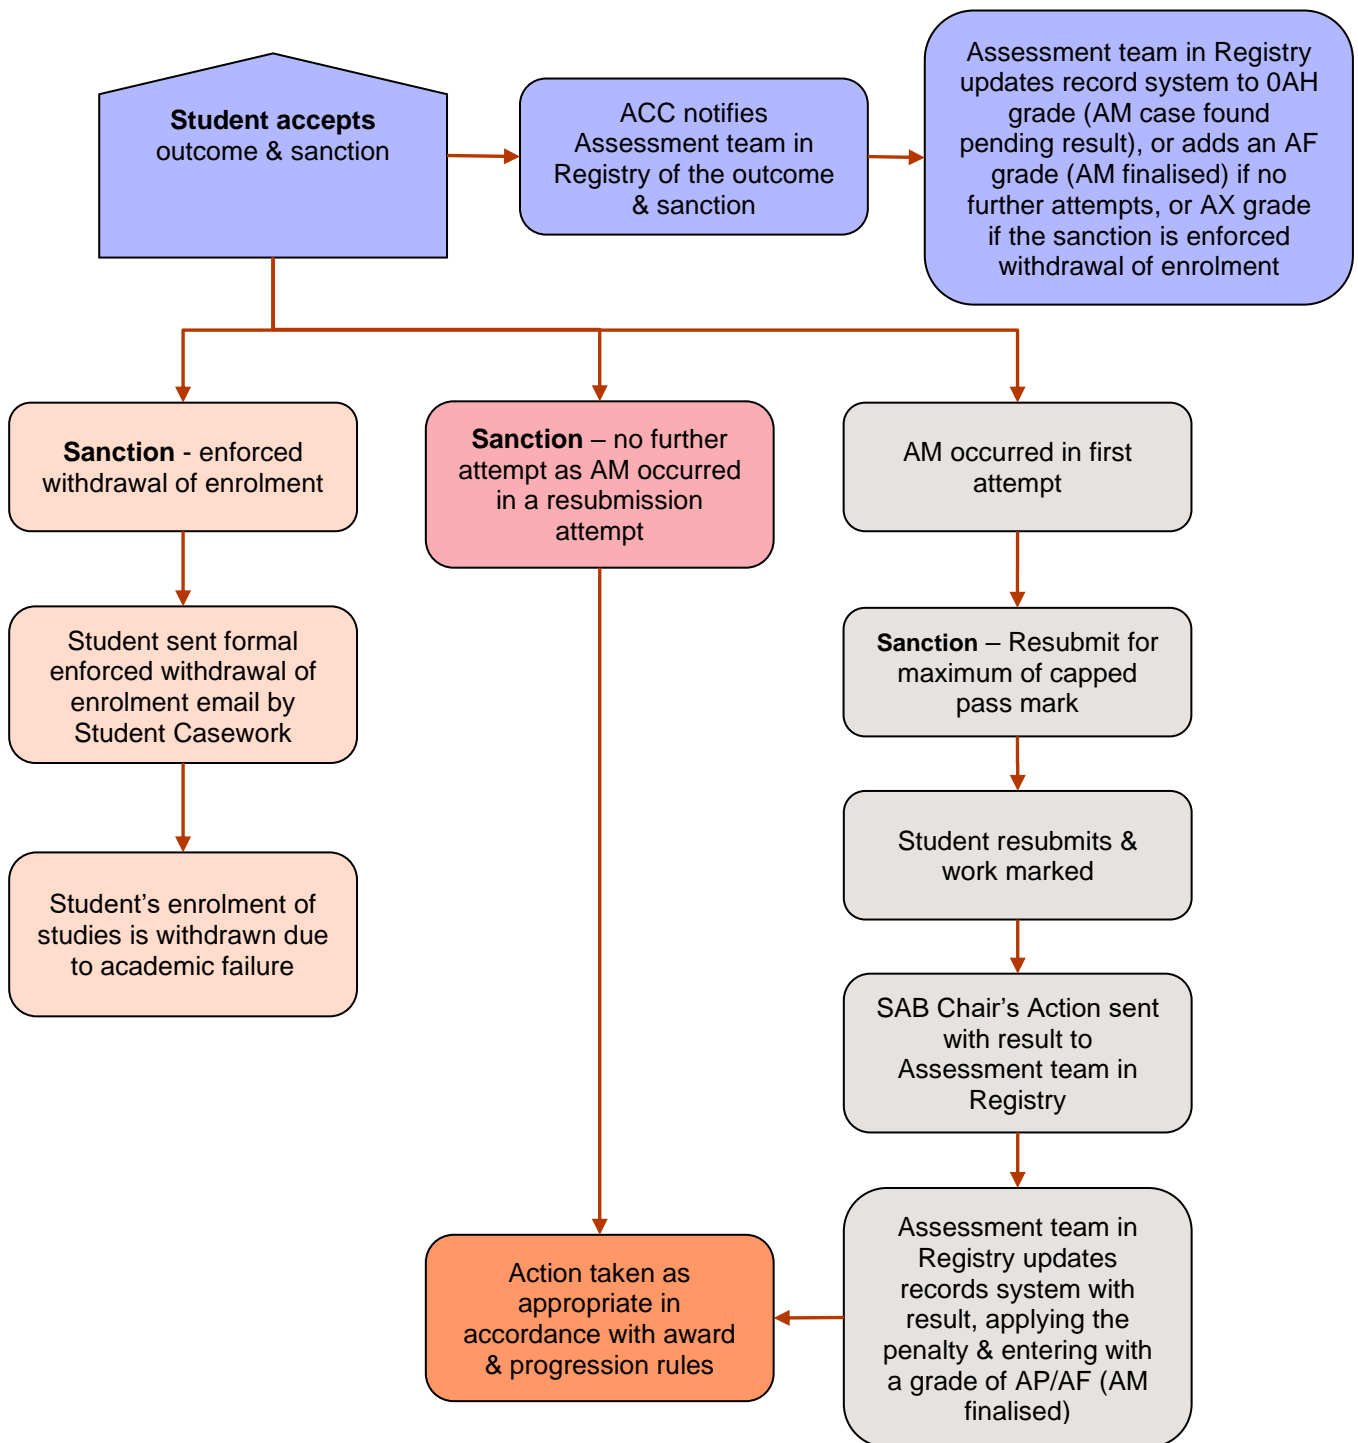 Student accepts
outcome & sanction
ACC notifies
Assessment team in
Registry of the outcome
& sanction
Assessment team in Registry
updates record system to 0AH
grade (AM case found
pending result), or adds an AF
grade (AM finalised) if no
further attempts, or AX grade
if the sanction is enforced
withdrawal of enrolment
Sanction - enforced
withdrawal of enrolment
Student sent formal
enforced withdrawal of
enrolment email by
Student Casework
Student’s enrolment of
studies is withdrawn due
to academic failure
Sanction – no further
attempt as AM occurred
in a resubmission
attempt
AM occurred in first
attempt
Sanction – Resubmit for
maximum of capped
pass mark
Student resubmits &
work marked
SAB Chair’s Action sent
with result to
Assessment team in
Registry
Assessment team in
Registry updates
records system with
result, applying the
penalty & entering with
a grade of AP/AF (AM
finalised)
Action taken as
appropriate in
accordance with award
& progression rules